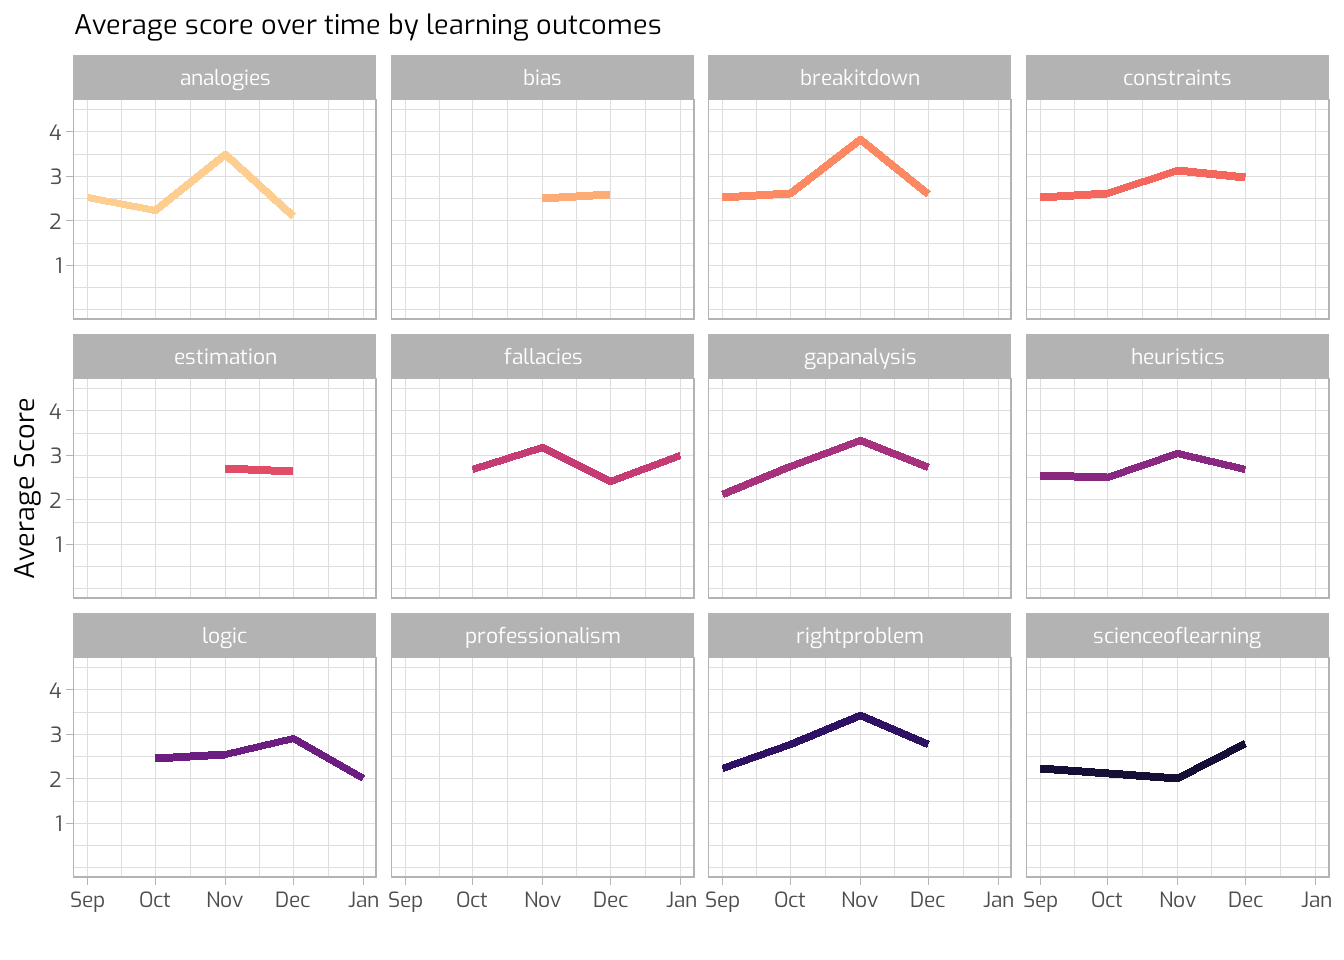 Average score over time by learning outcomes
analogies bias breakitdown constraints
4
3
2
1
estimation fallacies gapanalysis heuristics
Average Score
4
3
2
1
logic professionalism rightproblem scienceoflearning
4
3
2
1
Sep Oct Nov Dec Jan Sep Oct Nov Dec Jan Sep Oct Nov Dec Jan Sep Oct Nov Dec Jan